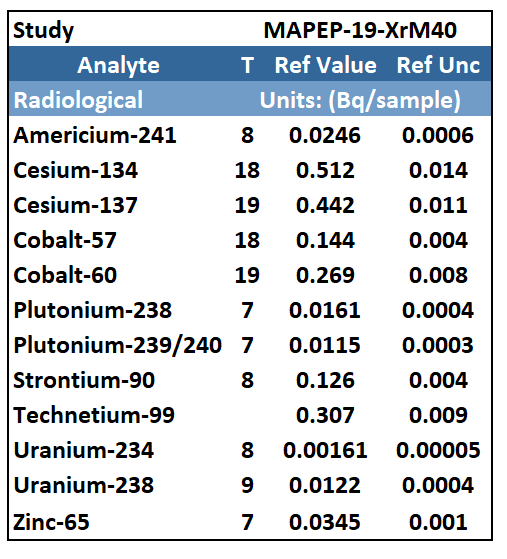 Study MAPEP-19-XrM40
Analyte T Ref Value Ref Unc
Radiological Units: (Bq/sample)
Americium-241 8 0.0246 0.0006
Cesium-134 18 0.512 0.014
Cesium-137 19 0.442 0.011
Cobalt-57 18 0.144 0.004
Cobalt-60 19 0.269 0.008
Plutonium-238 7 0.0161 0.0004
Plutonium-239/240 7 0.0115 0.0003
Strontium-90 8 0.126 0.004
Technetium-99 0.307 0.009
Uranium-234 8 0.00161 0.00005
Uranium-238 9 0.0122 0.0004
Zinc-65 7 0.0345 0.001